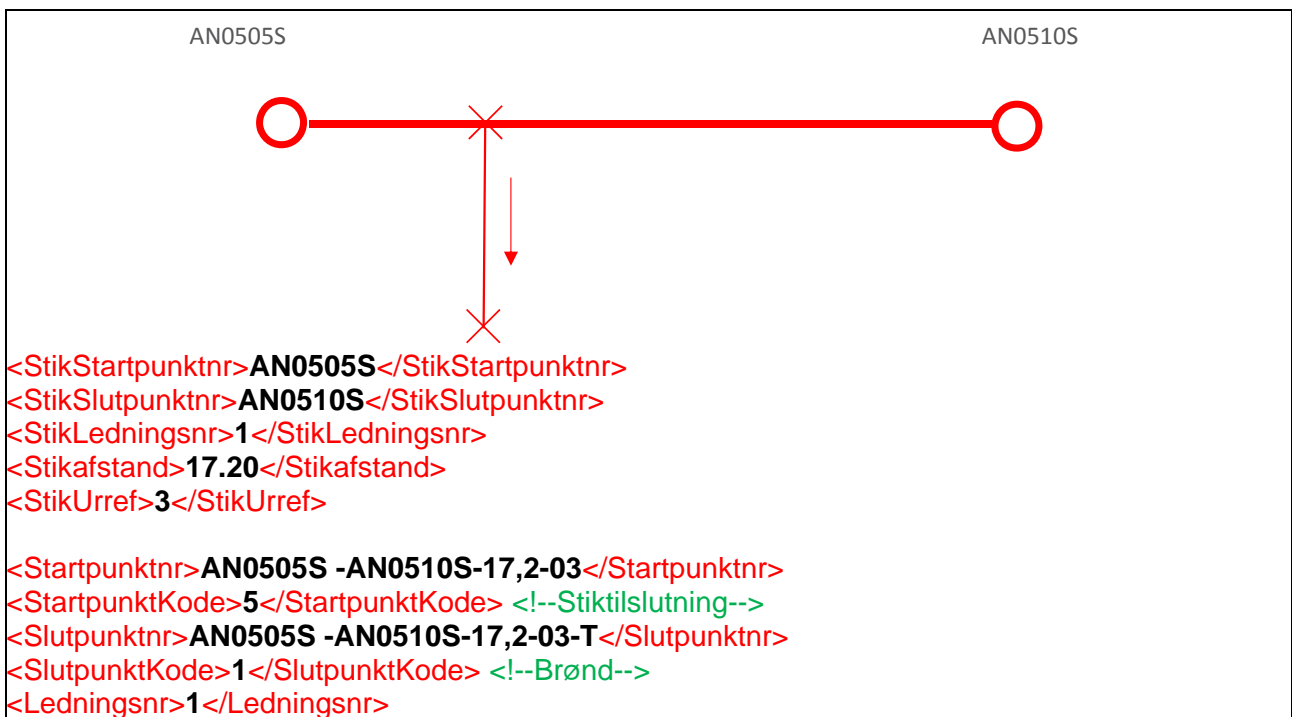 AN0505S AN0510S
<StikStartpunktnr>AN0505S</StikStartpunktnr>
<StikSlutpunktnr>AN0510S</StikSlutpunktnr>
<StikLedningsnr>1</StikLedningsnr>
<Stikafstand>17.20</Stikafstand>
<StikUrref>3</StikUrref>
<Startpunktnr>AN0505S -AN0510S-17,2-03</Startpunktnr>
<StartpunktKode>5</StartpunktKode> <!--Stiktilslutning-->
<Slutpunktnr>AN0505S -AN0510S-17,2-03-T</Slutpunktnr>
<SlutpunktKode>1</SlutpunktKode> <!--Brønd-->
<Ledningsnr>1</Ledningsnr>